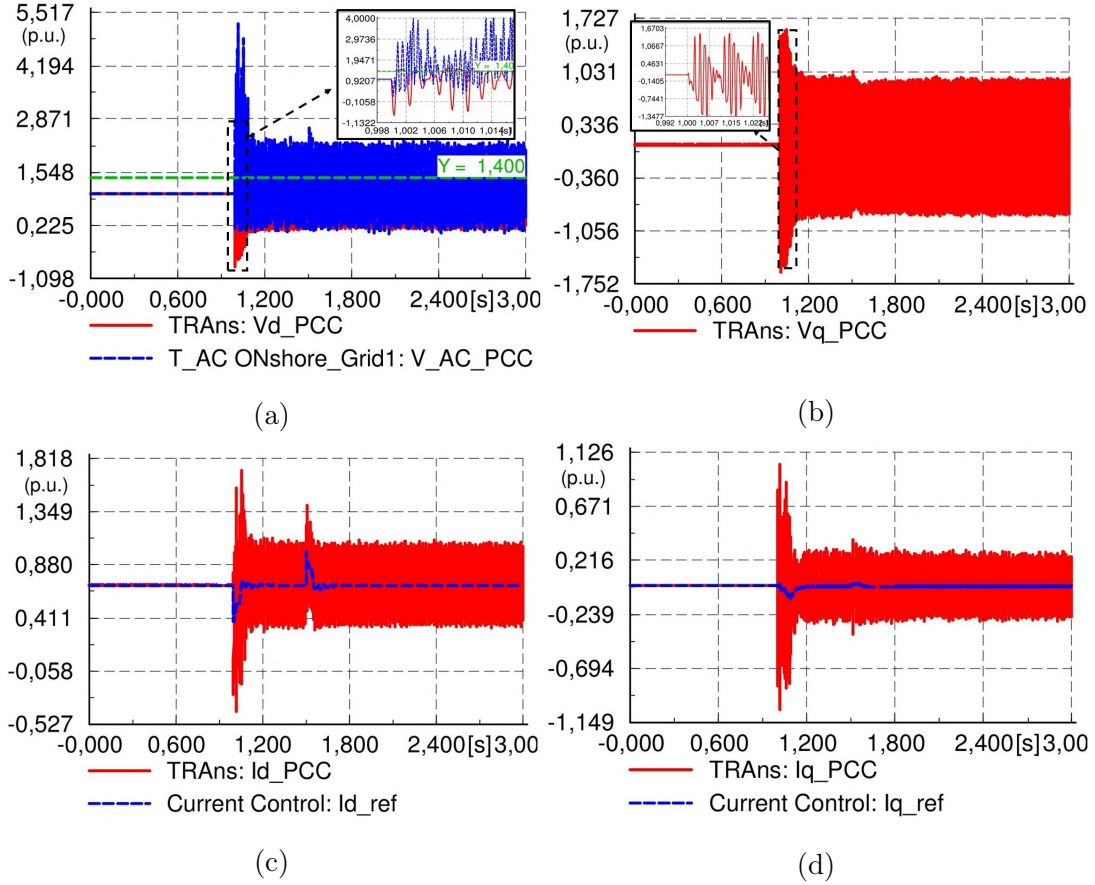 5,517
(p.u.)
4,194
2,871
1,548
0,225
-1,098
-0,000 0,600 1,200 2,400 [s] 3,00
4,0000
2,9736
1,9471
0,9207
-0,1058
-1,1322
0,998 1,002 1,006 1,010 1,014 [s]
Y = 1,40
Y = 1,400
TRAns: Vd_PCC
T_AC ONshore_Grid1: V_AC_PCC
(a)
1,727
(p.u.)
1,031
0,336
-0,360
-1,056
-1,752
-0,000 0,600 1,200 1,800 2,400 [s] 3,00
1,6703
1,0667
0,4631
-0,1405
-0,7441
-1,3477
0,992 1,000 1,007 1,015 1,022 [s]
TRAns: Vq_PCC
(b)
1,818
(p.u.)
1,349
0,880
0,411
-0,058
-0,527
-0,000 0,600 1,200 1,800 2,400 [s] 3,00
TRAns: Id_PCC
Current Control: Id_ref
(c)
1,126
(p.u.)
0,671
0,216
-0,239
-0,694
-1,149
-0,000 0,600 1,200 1,800 2,400 [s] 3,00
TRAns: Iq_PCC
Current Control: Iq_ref
(d)